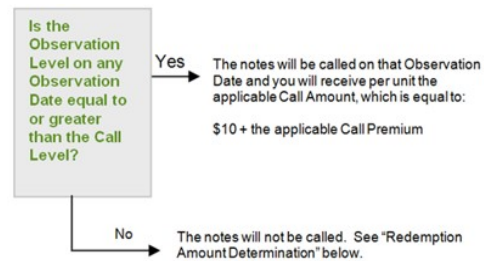 Is the
Observation
Level on any
Observation
Date equal to
or greater
than the Call
Level?
Yes
The notes will be called on that Observation
Date and you will receive per unit the
applicable Call Amount, which is equal to:
$10 + the applicable Call Premium
No
The notes will not be called. See “Redemption
Amount Determination” below.